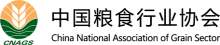 CNAGS
中国粮食行业协会
China National Association of Grain Sector